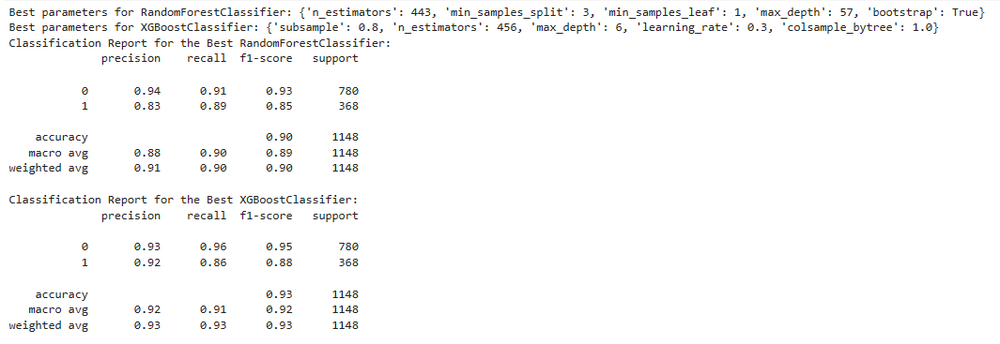 Best parameters for RandomForestClassifier: {'n_estimators': 443, 'min_samples_split': 3, 'min_samples_leaf': 1, 'max_depth': 57, 'bootstrap': True}
Best parameters for XGBoostClassifier: {'subsample': 0.8, 'n_estimators': 456, 'max_depth': 6, 'learning_rate': 0.3, 'colsample_bytree': 1.0}
Classification Report for the Best RandomForestClassifier:
              precision    recall  f1-score   support

           0       0.94      0.91      0.93       780
           1       0.83      0.89      0.85       368

    accuracy                           0.90      1148
   macro avg       0.88      0.90      0.89      1148
weighted avg       0.91      0.90      0.90      1148

Classification Report for the Best XGBoostClassifier:
              precision    recall  f1-score   support

           0       0.93      0.96      0.95       780
           1       0.92      0.86      0.88       368

    accuracy                           0.93      1148
   macro avg       0.92      0.91      0.92      1148
weighted avg       0.93      0.93      0.93      1148